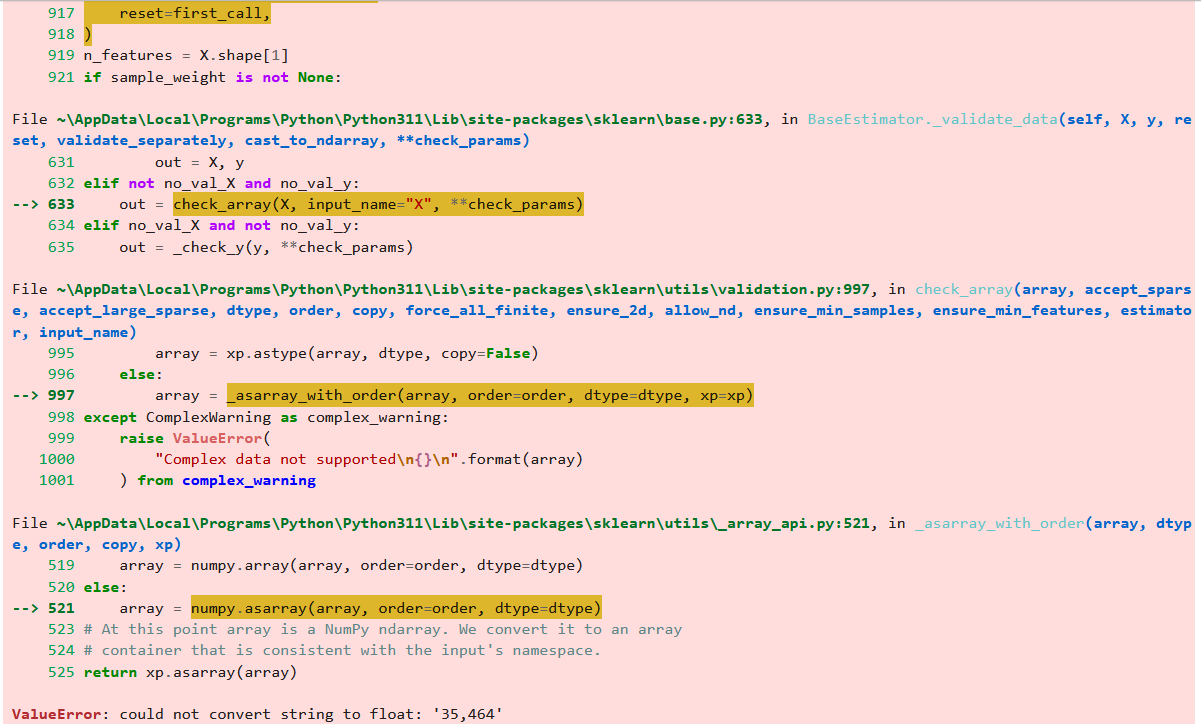 917 reset=first_call,
918 )
919 n_features = X.shape[1]
921 if sample_weight is not None:
File ~\AppData\Local\Programs\Python\Python311\Lib\site-packages\sklearn\base.py:633, in BaseEstimator._validate_data(self, X, y, re
set, validate_separately, cast_to_ndarray, **check_params)
631 out = X, y
632 elif not no_val_X and no_val_y:
--> 633 out = check_array(X, input_name="X", **check_params)
634 elif no_val_X and not no_val_y:
635 out = _check_y(y, **check_params)
File ~\AppData\Local\Programs\Python\Python311\Lib\site-packages\sklearn\utils\validation.py:997, in check_array(array, accept_spars
e, accept_large_sparse, dtype, order, copy, force_all_finite, ensure_2d, allow_nd, ensure_min_samples, ensure_min_features, estimato
r, input_name)
995 array = xp.astype(array, dtype, copy=False)
996 else:
--> 997 array = _asarray_with_order(array, order=order, dtype=dtype, xp=xp)
998 except ComplexWarning as complex_warning:
999 raise ValueError(
1000 "Complex data not supported\n{}\n".format(array)
1001 ) from complex_warning
File ~\AppData\Local\Programs\Python\Python311\Lib\site-packages\sklearn\utils\_array_api.py:521, in _asarray_with_order(array, dtyp
e, order, copy, xp)
519 array = numpy.array(array, order=order, dtype=dtype)
520 else:
--> 521 array = numpy.asarray(array, order=order, dtype=dtype)
523 # At this point array is a NumPy ndarray. We convert it to an array
524 # container that is consistent with the input's namespace.
525 return xp.asarray(array)
ValueError: could not convert string to float: '35,464'